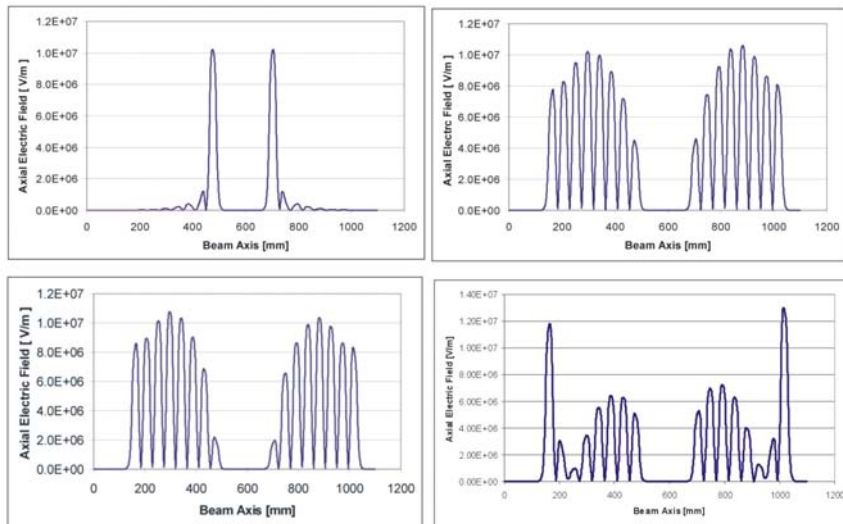 Axial Electric Field [ V/m ]
1.2E+07
1.0E+07
8.0E+06
6.0E+06
4.0E+06
2.0E+06
0.0E+00
0 200 400 600 800 1000 1200
Beam Axis [mm]
Axial Electrc Field [ V/m ]
1.2E+07
1.0E+07
8.0E+06
6.0E+06
4.0E+06
2.0E+06
0.0E+00
0 200 400 600 800 1000 1200
Beam Axis [mm]
Axial Electric Field [ V/m ]
1.2E+07
1.0E+07
8.0E+06
6.0E+06
4.0E+06
2.0E+06
0.0E+00
0 200 400 600 800 1000 1200
Beam Axis [mm]
Axial Electric Field [V/m]
1.40E+07
1.20E+07
1.00E+07
8.00E+06
6.00E+06
4.00E+06
2.00E+06
0.00E+00
0 200 400 600 800 1000 1200
Beam Axis [mm]